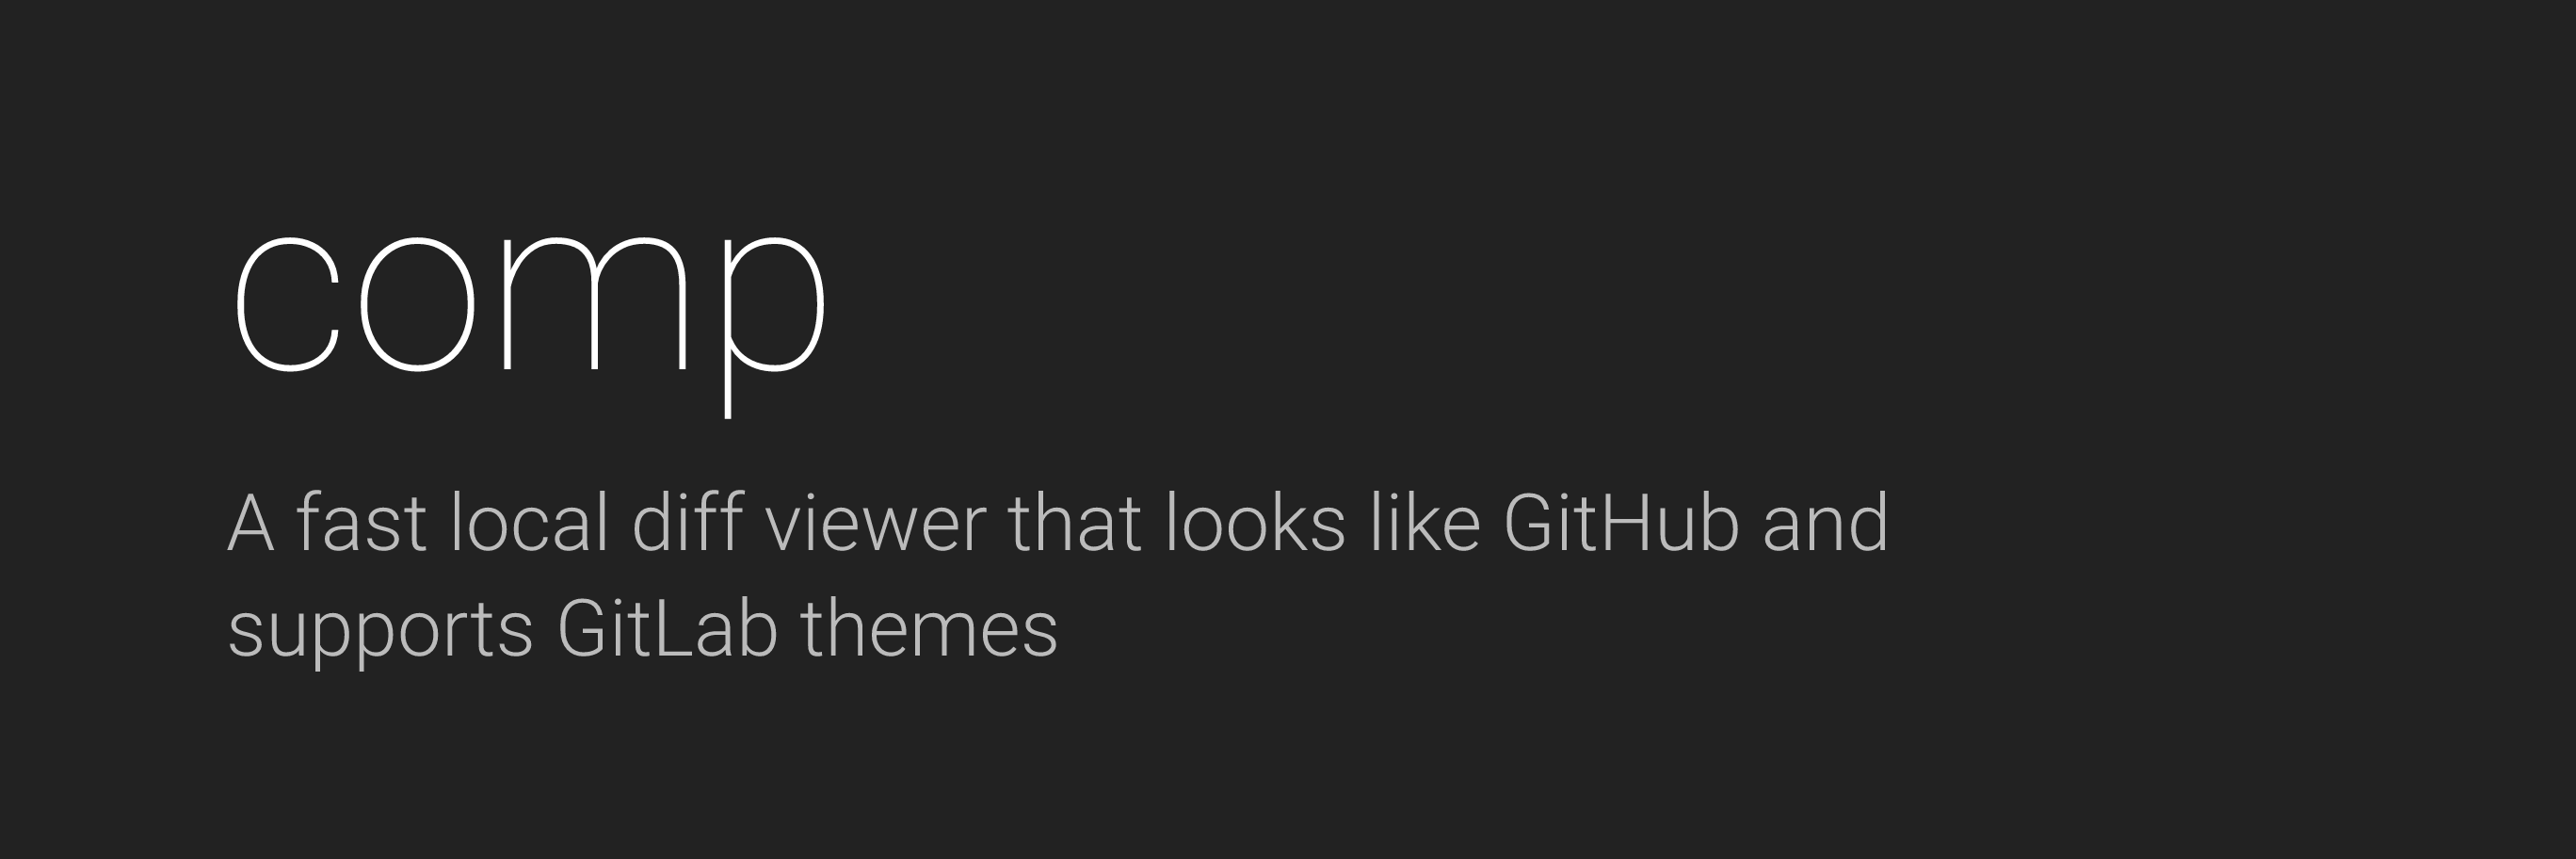 comp
A fast local diff viewer that looks like GitHub and
supports GitLab themes